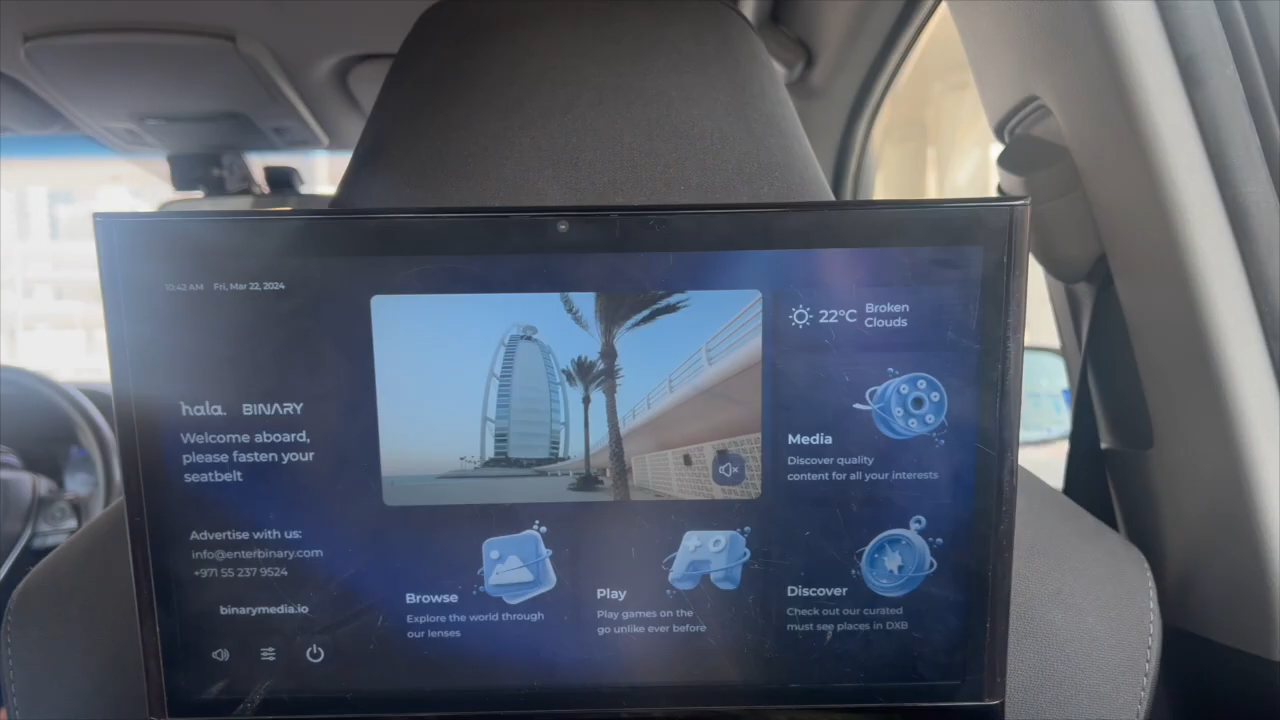 10:42 AM Fri, Mar 22, 2024
hala. BINARY
Welcome aboard,
please fasten your
seatbelt
Advertise with us:
info@enterbinary.com
+971 55 237 9524
binarymedia.io
22°C Broken
Clouds
Media
Discover quality
content for all your interests
Browse
Explore the world through
our lenses
Play
Play games on the
go unlike ever before
Discover
Check out our curated
must see places in DXB